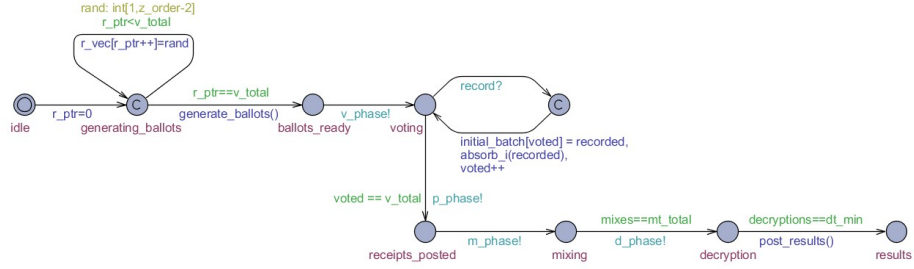 rand: int[1,z_order-2]
r_ptr<v_total
r_vec[r_ptr++]=rand
r_ptr==v_total
record?
C
C
r_ptr=0
generate_ballots()
v_phase!
idle
generating_ballots
ballots_ready
voting
initial_batch[voted] = recorded,
absorb_i(recorded),
voted++
voted == v_total
p_phase!
mixes==mt_total
decryptions==dt_min
m_phase!
d_phase!
post_results()
receipts_posted
mixing
decryption
results